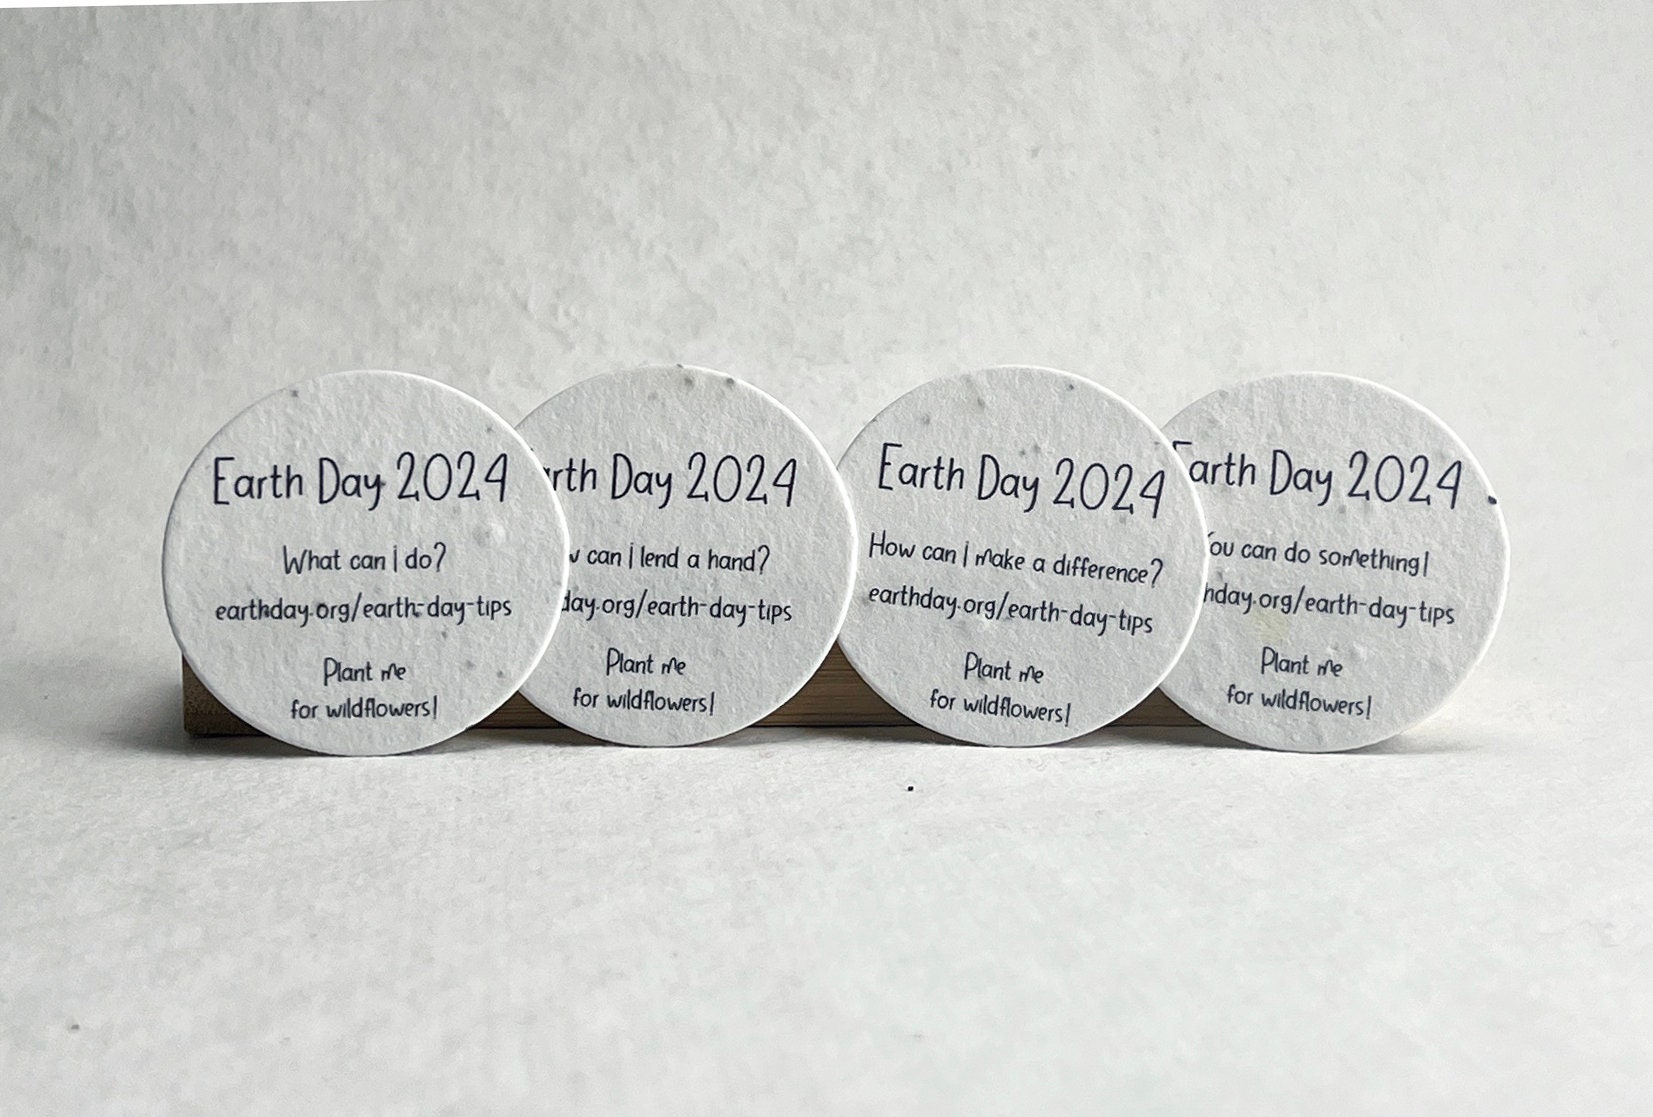 Earth Day 2024
What can I do?
earthday.org/earth-day-tips
Plant me
for wildflowers!
rth Day 2024
can I lend a hand?
day.org/earth-day-tips
Plant me
for wildflowers!
Earth Day 2024
How can I make a difference?
earthday.org/earth-day-tips
Plant me
for wildflowers!
Earth Day 2024
You can do something!
hday.org/earth-day-tips
Plant me
for wildflowers!